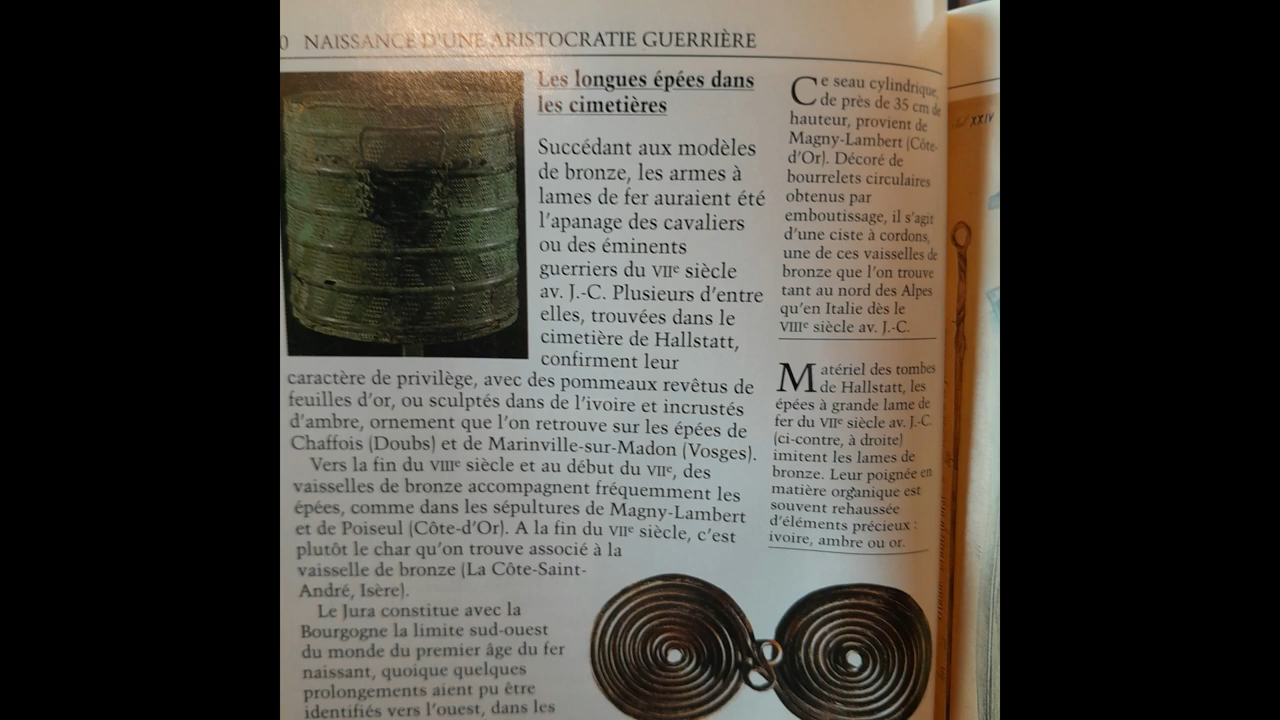 0 NAISSANCE D'UNE ARISTOCRATIE GUERRIÈRE
Les longues épées dans
les cimetières
Succédant aux modèles
de bronze, les armes à
lames de fer auraient été
l'apanage des cavaliers
ou des éminents
guerriers du VIIe siècle
av. J.-C. Plusieurs d'entre
elles, trouvées dans le
cimetière de Hallstatt,
confirment leur
caractère de privilège, avec des pommeaux revêtus de
feuilles d'or, ou sculptés dans de l'ivoire et incrustés
d'ambre, ornement que l'on retrouve sur les épées de
Chaffois (Doubs) et de Marinville-sur-Madon (Vosges).
Vers la fin du VIIIe siècle et au début du VIIe, des
vaisselles de bronze accompagnent fréquemment les
épées, comme dans les sépultures de Magny-Lambert
et de Poiseul (Côte-d'Or). A la fin du VIIe siècle, c'est
plutôt le char qu'on trouve associé à la
vaisselle de bronze (La Côte-Saint-
André, Isère).
Le Jura constitue avec la
Bourgogne la limite sud-ouest
du monde du premier âge du fer
naissant, quoique quelques
prolongements aient pu être
identifiés vers l'ouest, dans les
Ce seau cylindrique,
de près de 35 cm de
hauteur, provient de
Magny-Lambert (Côte-
d'Or). Décoré de
bourrelets circulaires
obtenus par
emboutissage, il s'agit
d'une ciste à cordons,
une de ces vaisselles de
bronze que l'on trouve
tant au nord des Alpes
qu'en Italie dès le
VIIIe siècle av. J.-C.
Matériel des tombes
de Hallstatt, les
épées à grande lame de
fer du VIIe siècle av. J.-C.
(ci-contre, à droite)
imitent les lames de
bronze. Leur poignée en
matière organique est
souvent rehaussée
d'éléments précieux :
ivoire, ambre ou or.
XXIV